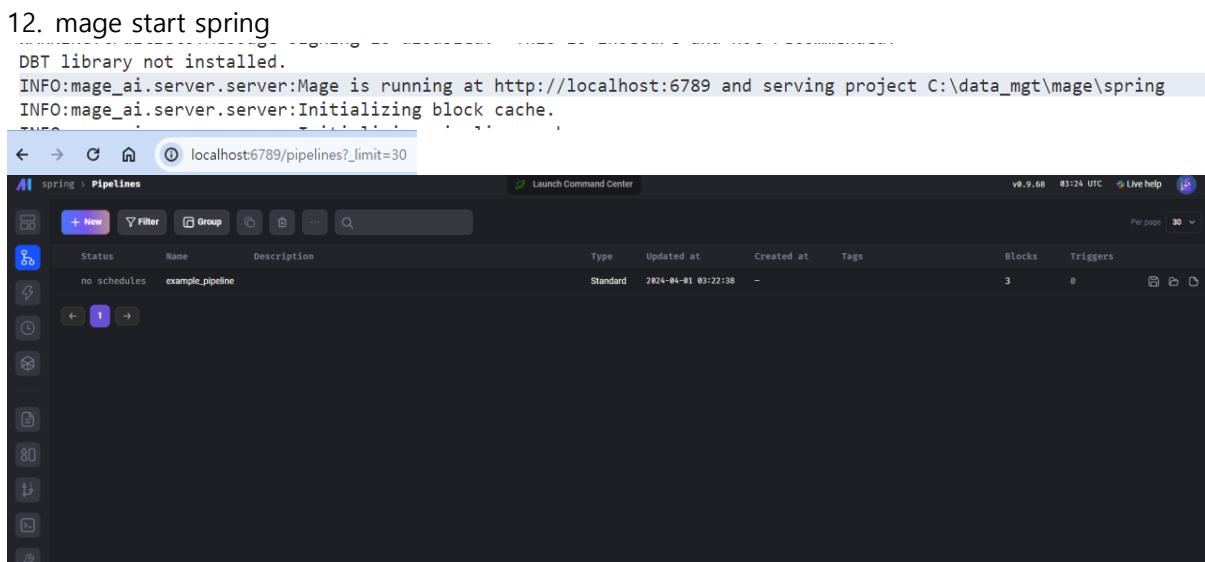 12. mage start spring
DBT library not installed.
INFO:mage_ai.server.server:Mage is running at http://localhost:6789 and serving project C:\data_mgt\mage\spring
INFO:mage_ai.server.server:Initializing block cache.
localhost:6789/pipelines?_limit=30
spring > Pipelines Launch Command Center v0.9.68 03:24 UTC Live help
+ New Filter Group ... Per page 30
Status Name Description Type Updated at Created at Tags Blocks Triggers
no schedules example_pipeline Standard 2024-04-01 03:22:38 – 3 0
← 1 →